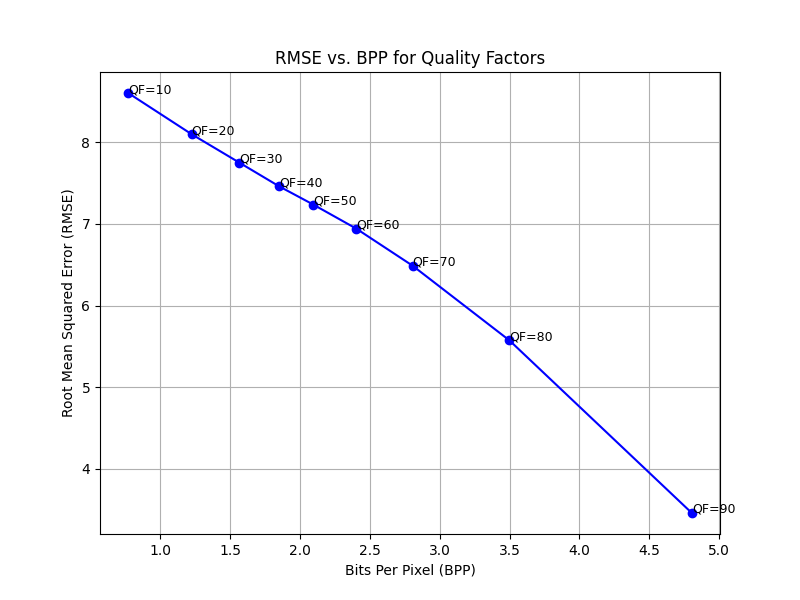 RMSE vs. BPP for Quality Factors
QF=10
QF=20
QF=30
QF=40
QF=50
QF=60
QF=70
QF=80
QF=90
8
7
6
5
4
Root Mean Squared Error (RMSE)
1.0 1.5 2.0 2.5 3.0 3.5 4.0 4.5 5.0
Bits Per Pixel (BPP)